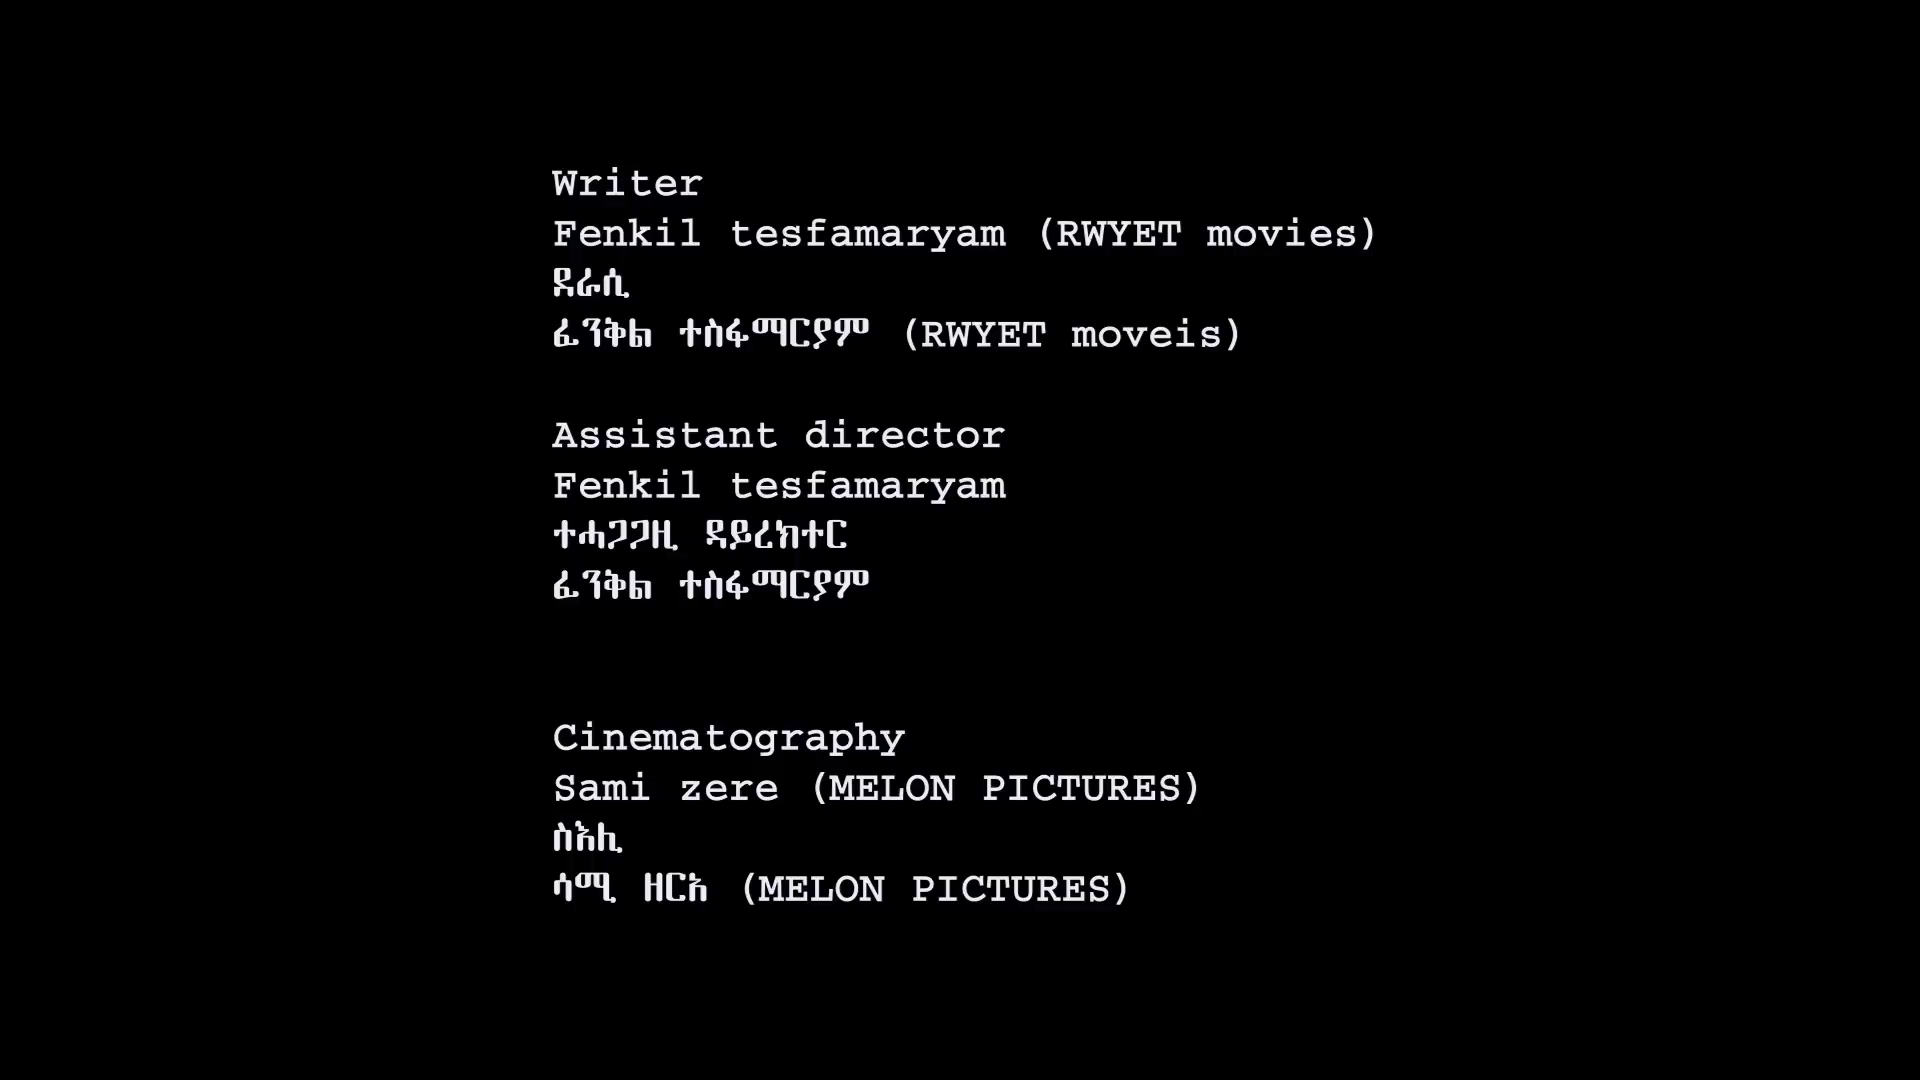 Writer
Fenkil tesfamaryam (RWYET movies)
ደራሲ
ፈንቅል ተስፋማርያም (RWYET moveis)
Assistant director
Fenkil tesfamaryam
ተሓጋጋዚ ዳይረክተር
ፈንቅል ተስፋማርያም
Cinematography
Sami zere (MELON PICTURES)
ስእሊ
ሳሚ ዘርአ (MELON PICTURES)